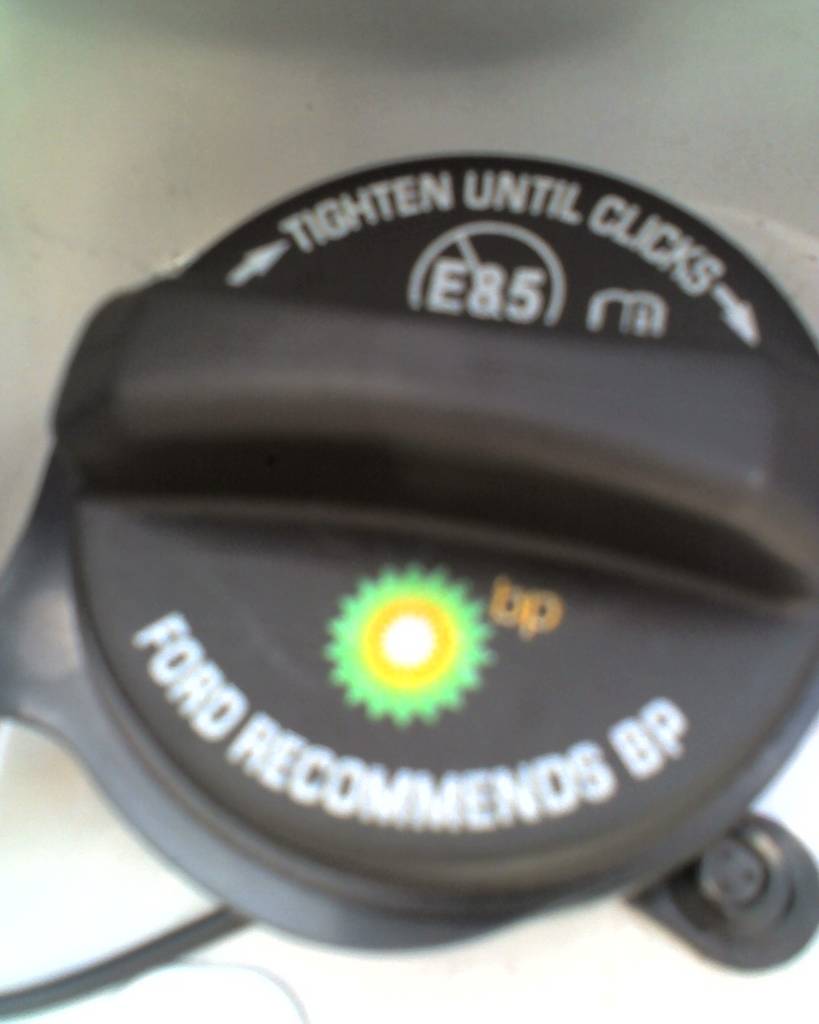 TIGHTEN UNTIL CLICKS
E85
bp
FORD RECOMMENDS BP